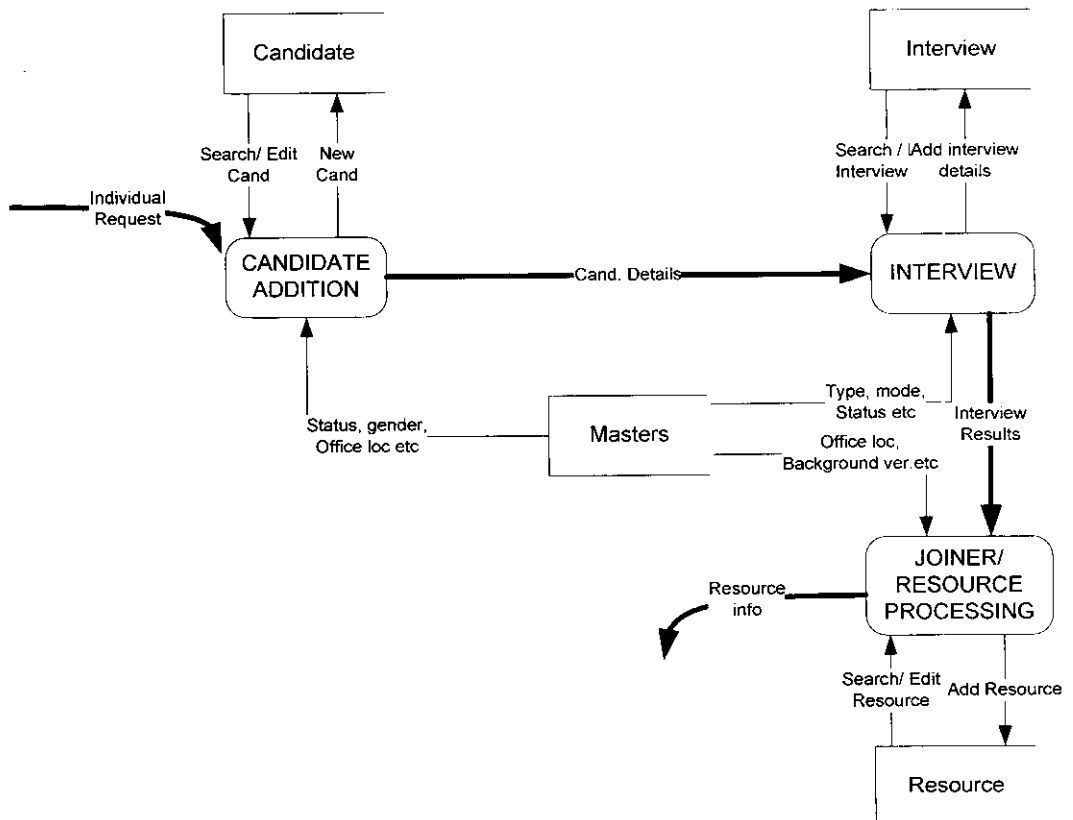 Candidate
Interview
Search/ Edit
Cand
New
Cand
Search /
Interview
Add interview
details
Individual
Request
CANDIDATE
ADDITION
Cand. Details
INTERVIEW
Status, gender,
Office loc etc
Masters
Type, mode,
Status etc
Office loc,
Background ver.etc
Interview
Results
JOINER/
RESOURCE
PROCESSING
Resource
info
Search/ Edit
Resource
Add Resource
Resource